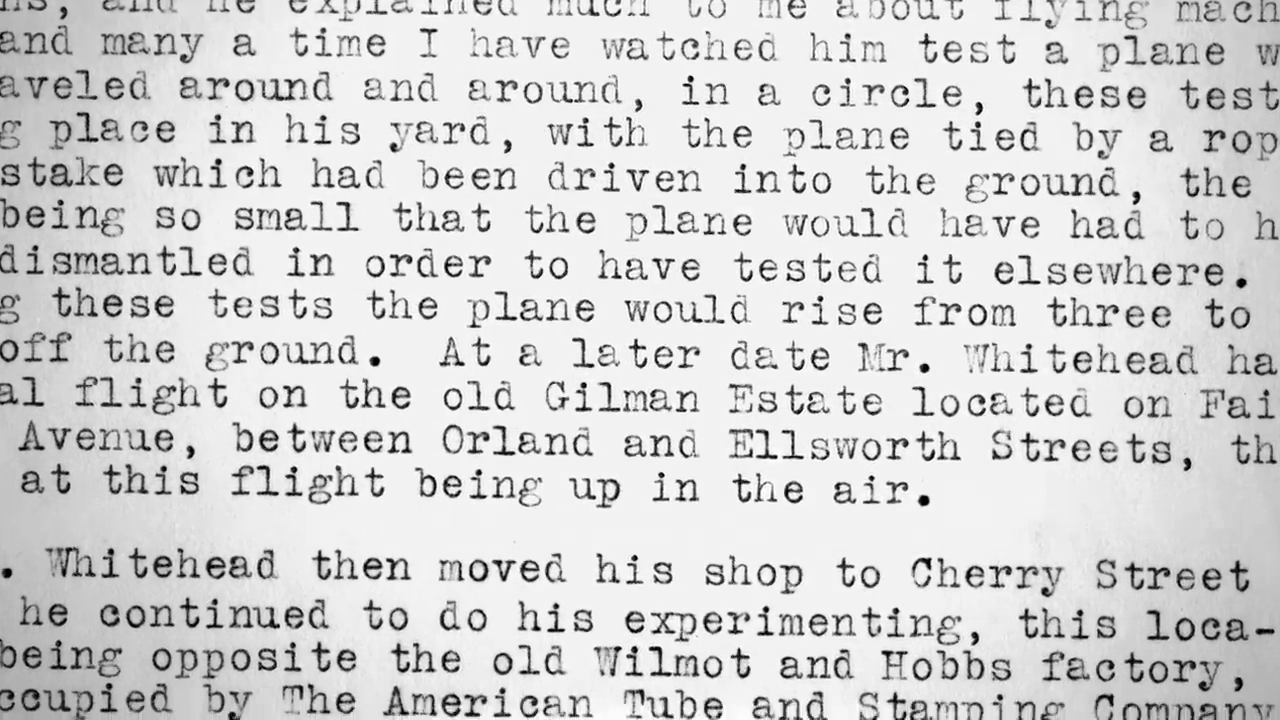 ns, and he explained much to me about flying mach
and many a time I have watched him test a plane w
aveled around and around, in a circle, these test
g place in his yard, with the plane tied by a rop
stake which had been driven into the ground, the
being so small that the plane would have had to h
dismantled in order to have tested it elsewhere.
g these tests the plane would rise from three to
off the ground.  At a later date Mr. Whitehead ha
al flight on the old Gilman Estate located on Fai
Avenue, between Orland and Ellsworth Streets, th
at this flight being up in the air.
. Whitehead then moved his shop to Cherry Street
he continued to do his experimenting, this loca-
being opposite the old Wilmot and Hobbs factory,
ccupied by The American Tube and Stamping Company